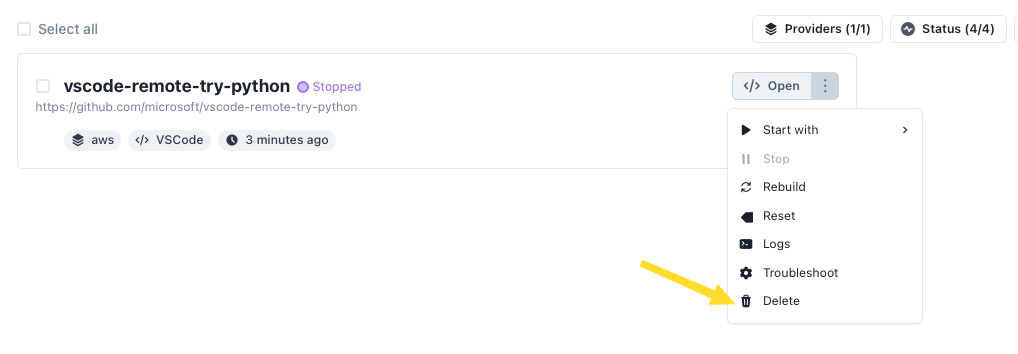 Select all
Providers (1/1)
Status (4/4)
vscode-remote-try-python Stopped
https://github.com/microsoft/vscode-remote-try-python
Open
aws
VSCode
3 minutes ago
Start with
Stop
Rebuild
Reset
Logs
Troubleshoot
Delete